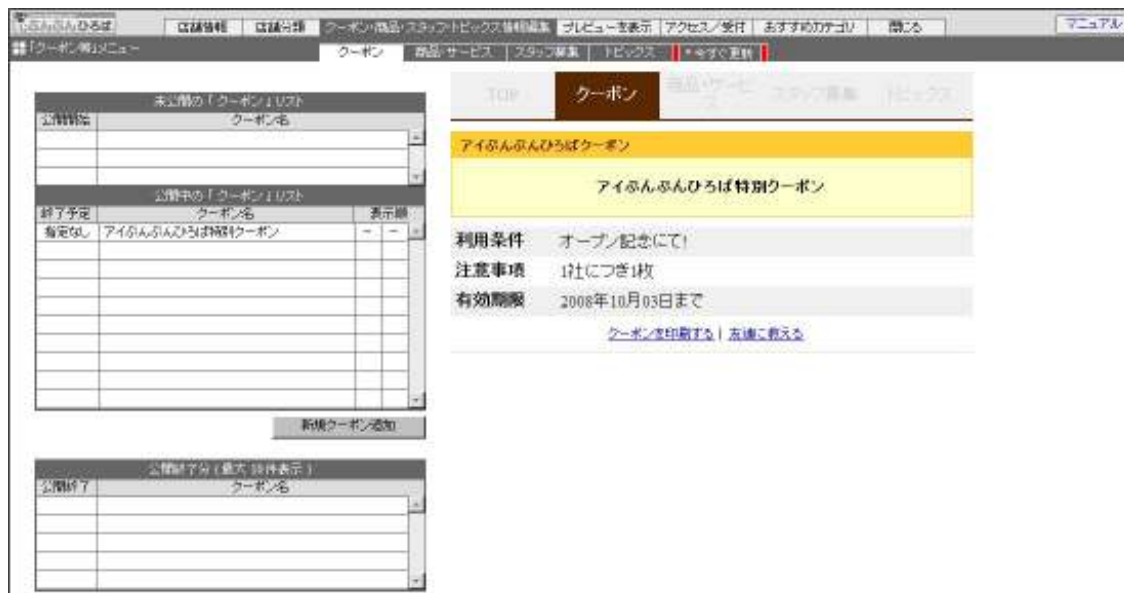 ぶんぶんひろば 店舗情報 店舗分類 クーポン・商品・スタッフ・トピックス情報編集 プレビューを表示 アクセス/受付 おすすめカテゴリ 閉じる マニュアル
「クーポン等」メニュー クーポン 商品・サービス スタッフ募集 トピックス *今すぐ更新
TOP クーポン 商品・サービス スタッフ募集 トピックス
未公開の「クーポン」リスト
公開開始 クーポン名
アイぶんぶんひろばクーポン
アイぶんぶんひろば特別クーポン
公開中の「クーポン」リスト
終了予定 クーポン名 表示順
指定なし アイぶんぶんひろば特別クーポン - -
利用条件 オープン記念にて!
注意事項 1社につき1枚
有効期限 2008年10月03日まで
クーポンを印刷する | 友達に教える
新規クーポン追加
公開終了分(最大 10件表示)
公開終了 クーポン名